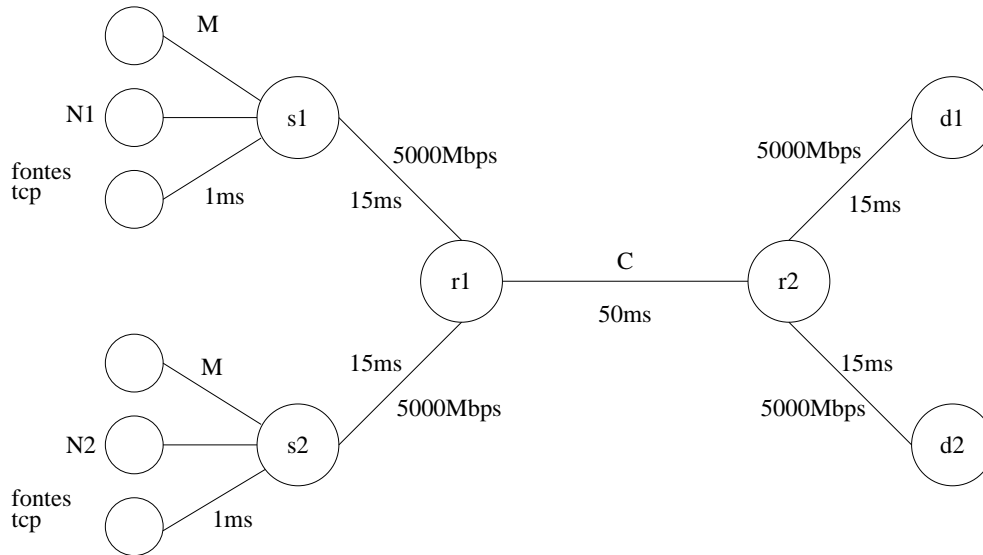 M
N1
fontes
tcp
1ms
s1
5000Mbps
15ms
d1
5000Mbps
15ms
r1
C
50ms
r2
M
N2
fontes
tcp
1ms
s2
15ms
5000Mbps
15ms
5000Mbps
d2